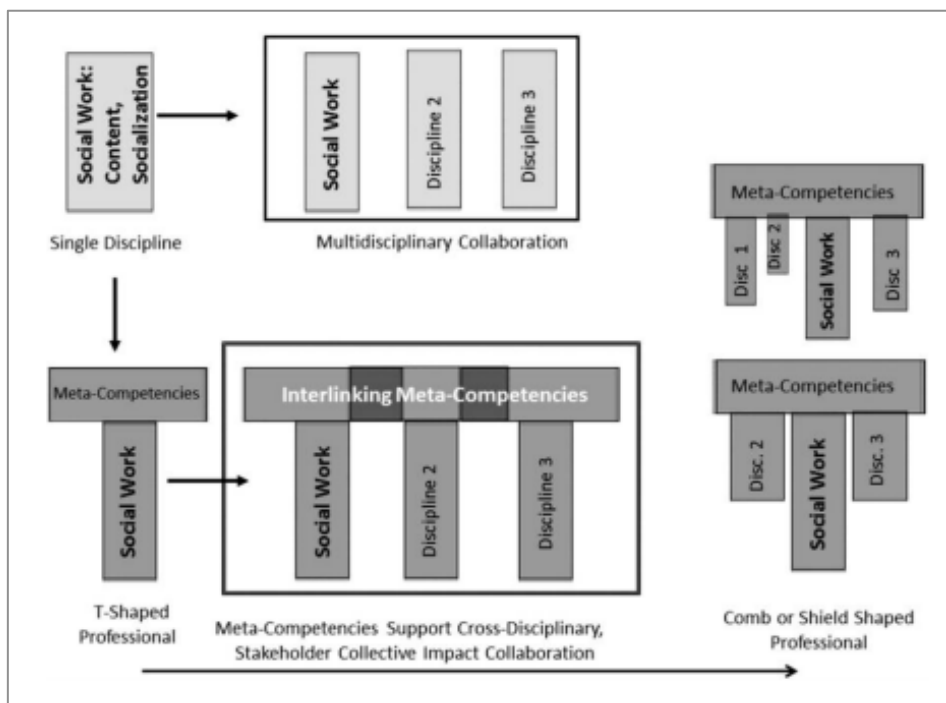 Social Work:
Content,
Socialization
Single Discipline
Social Work
Discipline 2
Discipline 3
Multidisciplinary Collaboration
Meta-Competencies
Disc 1
Disc 2
Social Work
Disc 3
Meta-Competencies
Social Work
T-Shaped
Professional
Interlinking Meta-Competencies
Social Work
Discipline 2
Discipline 3
Meta-Competencies Support Cross-Disciplinary,
Stakeholder Collective Impact Collaboration
Meta-Competencies
Disc. 2
Social Work
Disc. 3
Comb or Shield Shaped
Professional